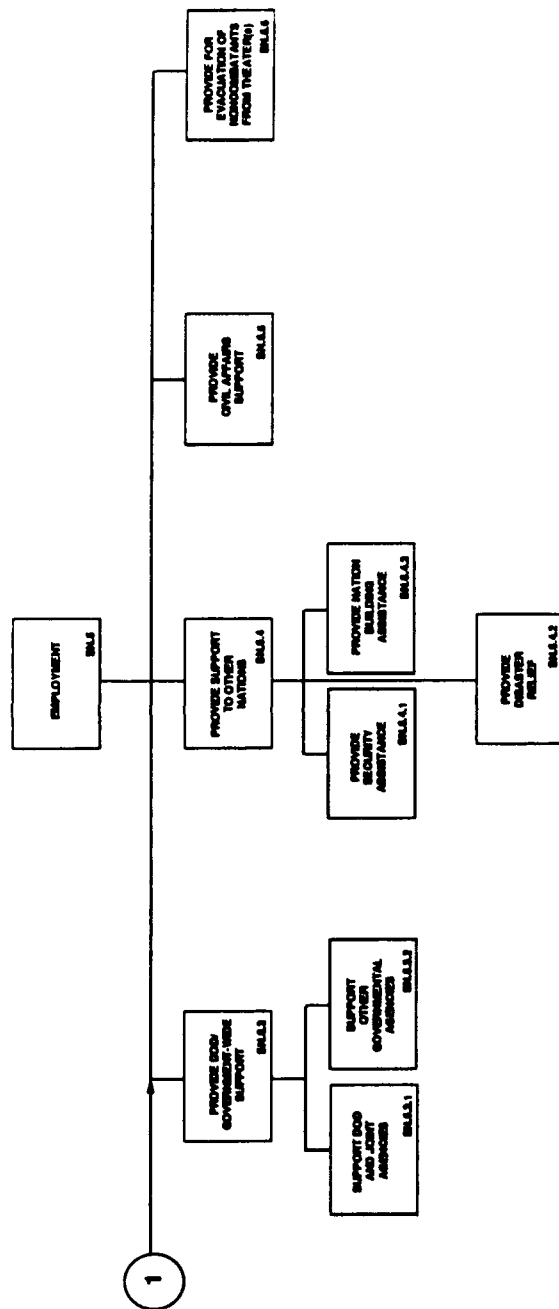 EMPLOYMENT
1
PROVIDE DOD/
GOVERNMENT-WIDE
SUPPORT
SUPPORT DOD
AND JOINT
AGENCIES
SUPPORT
OTHER
GOVERNMENTAL
AGENCIES
PROVIDE SUPPORT
TO OTHER
NATIONS
PROVIDE
SECURITY
ASSISTANCE
PROVIDE NATION
BUILDING
ASSISTANCE
PROVIDE
DISASTER
RELIEF
PROVIDE
CIVIL AFFAIRS
SUPPORT
PROVIDE FOR
EVACUATION OF
NONCOMBATANTS
FROM THEATER(S)